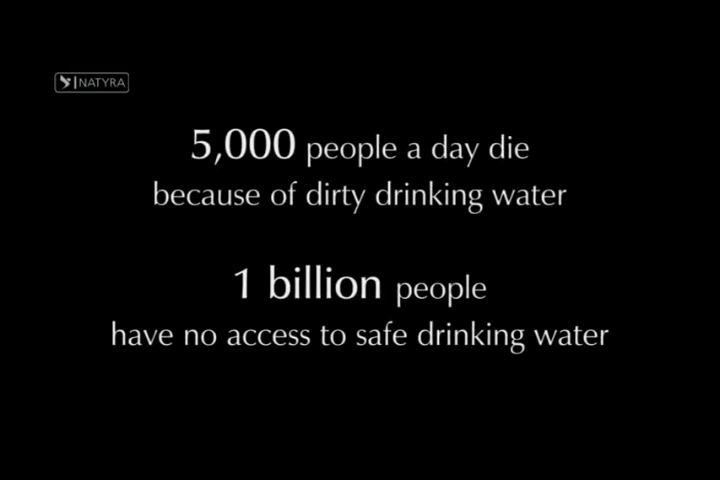 NATYRA
5,000 people a day die
because of dirty drinking water
1 billion people
have no access to safe drinking water